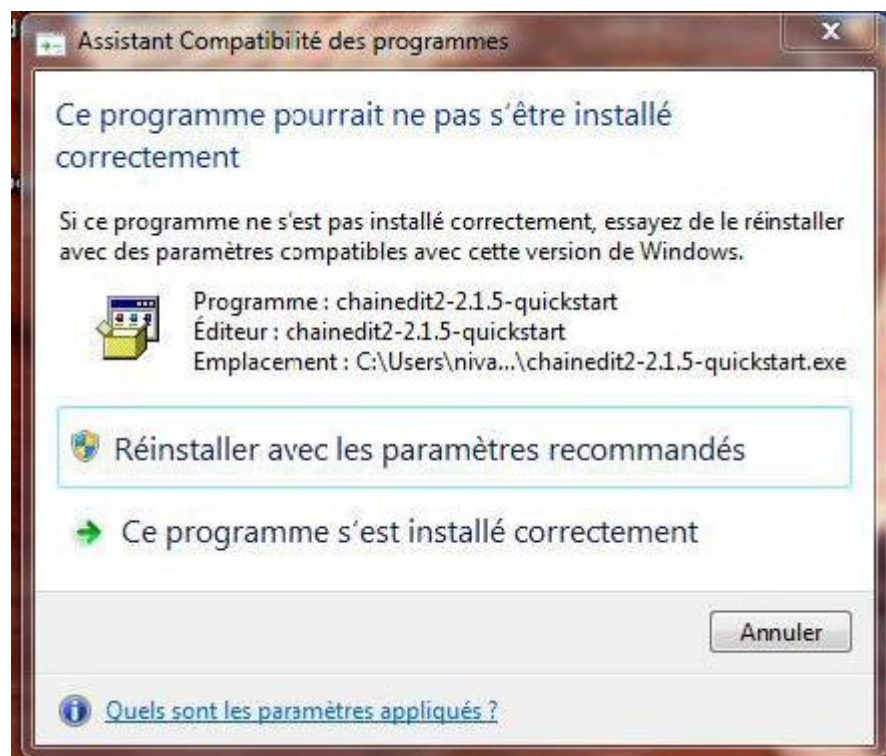 Assistant Compatibilité des programmes
Ce programme pourrait ne pas s'être installé
correctement
Si ce programme ne s'est pas installé correctement, essayez de le réinstaller
avec des paramètres compatibles avec cette version de Windows.
Programme : chainedit2-2.1.5-quickstart
Éditeur : chainedit2-2.1.5-quickstart
Emplacement : C:\Users\niva...\chainedit2-2.1.5-quickstart.exe
Réinstaller avec les paramètres recommandés
Ce programme s'est installé correctement
Annuler
Quels sont les paramètres appliqués ?